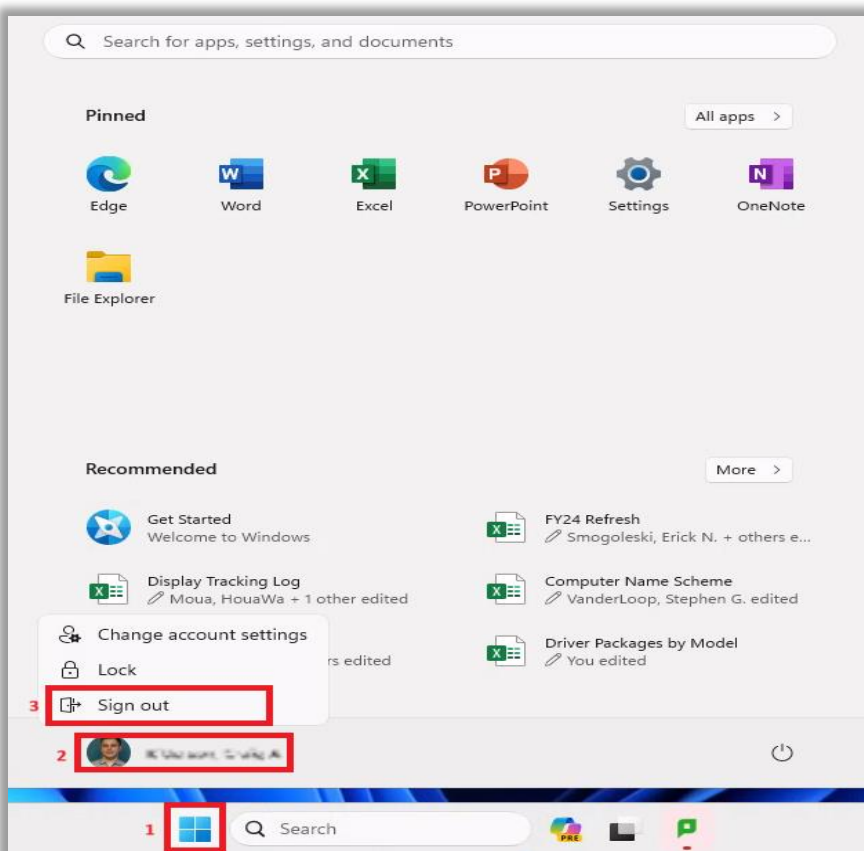 Search for apps, settings, and documents
Pinned
All apps >
Edge Word Excel PowerPoint Settings OneNote
File Explorer
Recommended
More >
Get Started
Welcome to Windows
FY24 Refresh
Smogoleski, Erick N. + others e...
Display Tracking Log
Moua, HouaWa + 1 other edited
Computer Name Scheme
VanderLoop, Stephen G. edited
Driver Packages by Model
You edited
rs edited
Change account settings
Lock
3 Sign out
2
1 Search
PRE